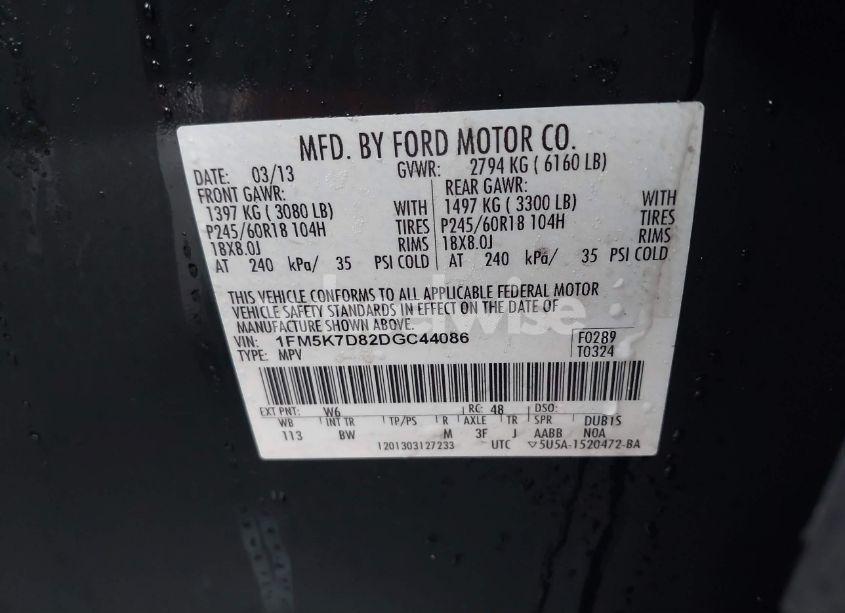 MFD. BY FORD MOTOR CO.
DATE: 03/13 GVWR: 2794 KG ( 6160 LB)
FRONT GAWR: REAR GAWR:
1397 KG ( 3080 LB) WITH 1497 KG ( 3300 LB) WITH
P245/60R18 104H TIRES P245/60R18 104H TIRES
18X8.0J RIMS 18X8.0J RIMS
AT 240 kPa/ 35 PSI COLD AT 240 kPa/ 35 PSI COLD
THIS VEHICLE CONFORMS TO ALL APPLICABLE FEDERAL MOTOR
VEHICLE SAFETY STANDARDS IN EFFECT ON THE DATE OF
MANUFACTURE SHOWN ABOVE.
VIN: 1FM5K7D82DGC44086 F0289
TYPE: MPV T0324
EXT PNT: W6 RC: 48 DSO:
WB INT TR TP/PS R AXLE TR SPR DUB1S
113 BW M 3F J AABB N0A
1201303127233 UTC ▽5U5A-1520472-BA